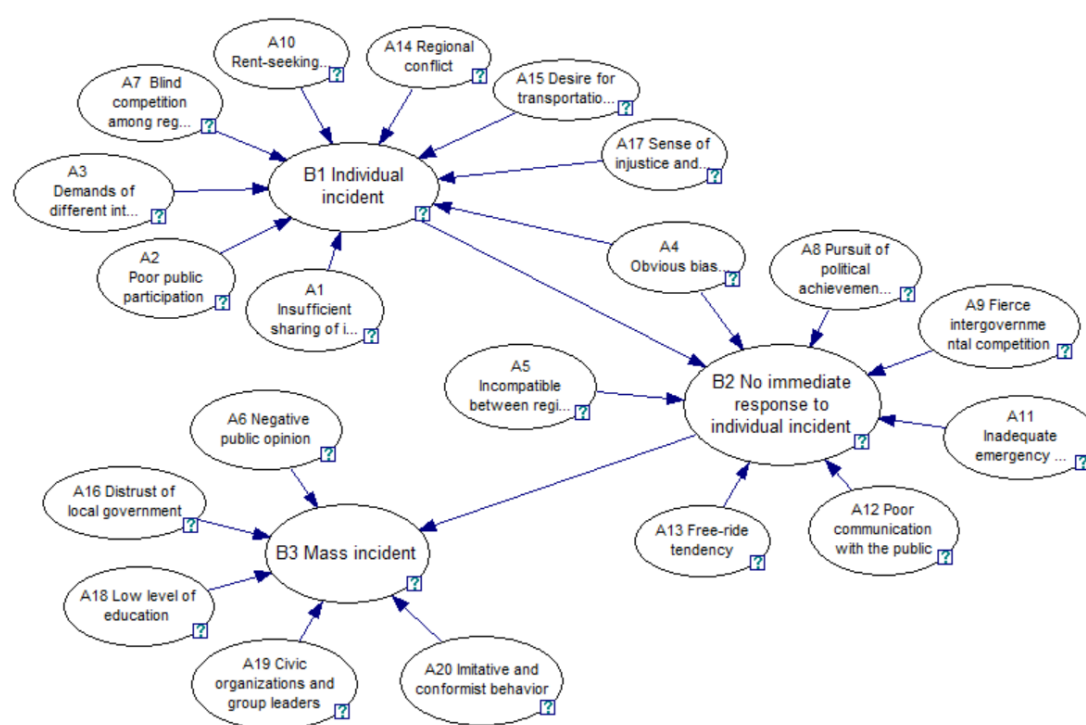 A10
Rent-seeking...
A14 Regional
conflict
A7 Blind
competition
among reg...
A15 Desire for
transportatio...
A17 Sense of
injustice and...
A3
Demands of
different int...
B1 Individual
incident
A2
Poor public
participation
A1
Insufficient
sharing of i...
A4
Obvious bias...
A8 Pursuit of
political
achievemen...
A9 Fierce
intergovernme
ntal competition
A5
Incompatible
between regi...
B2 No immediate
response to
individual incident
A6 Negative
public opinion
A11
Inadequate
emergency ...
A16 Distrust of
local government
A13 Free-ride
tendency
A12 Poor
communication
with the public
B3 Mass incident
A18 Low level of
education
A19 Civic
organizations and
group leaders
A20 Imitative and
conformist behavior